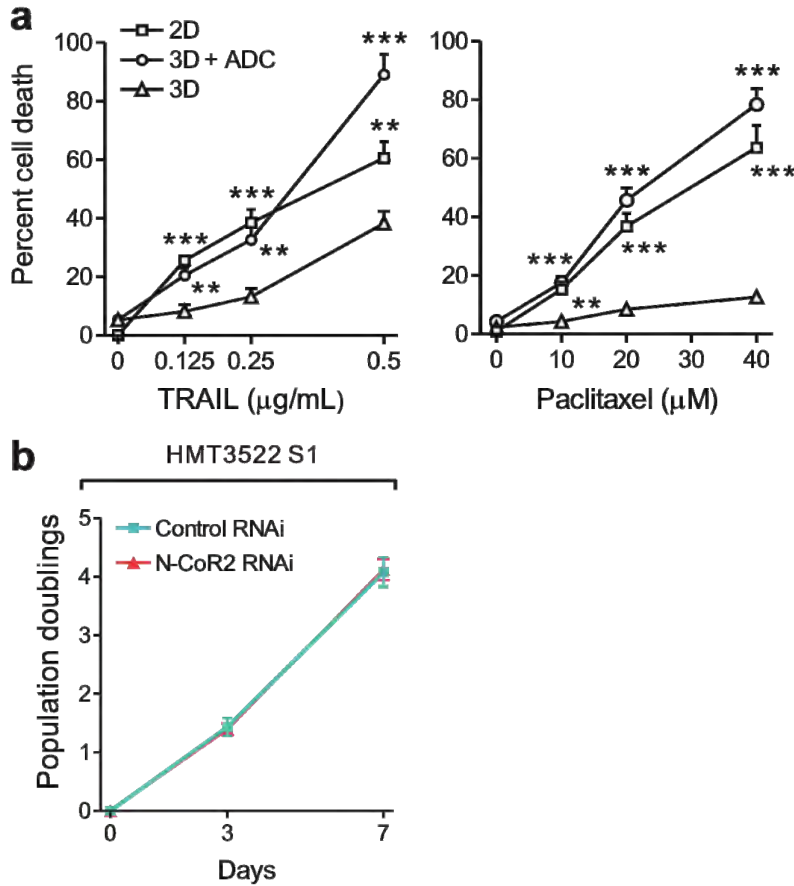 a
2D
3D + ADC
3D
100
80
60
40
20
0
Percent cell death
***
**
***
***
**
**
0 0.125 0.25 0.5
TRAIL (μg/mL)
100
80
60
40
20
0
***
***
***
***
***
**
0 10 20 30 40
Paclitaxel (μM)
b
HMT3522 S1
Control RNAi
N-CoR2 RNAi
5
4
3
2
1
0
Population doublings
0 3 7
Days